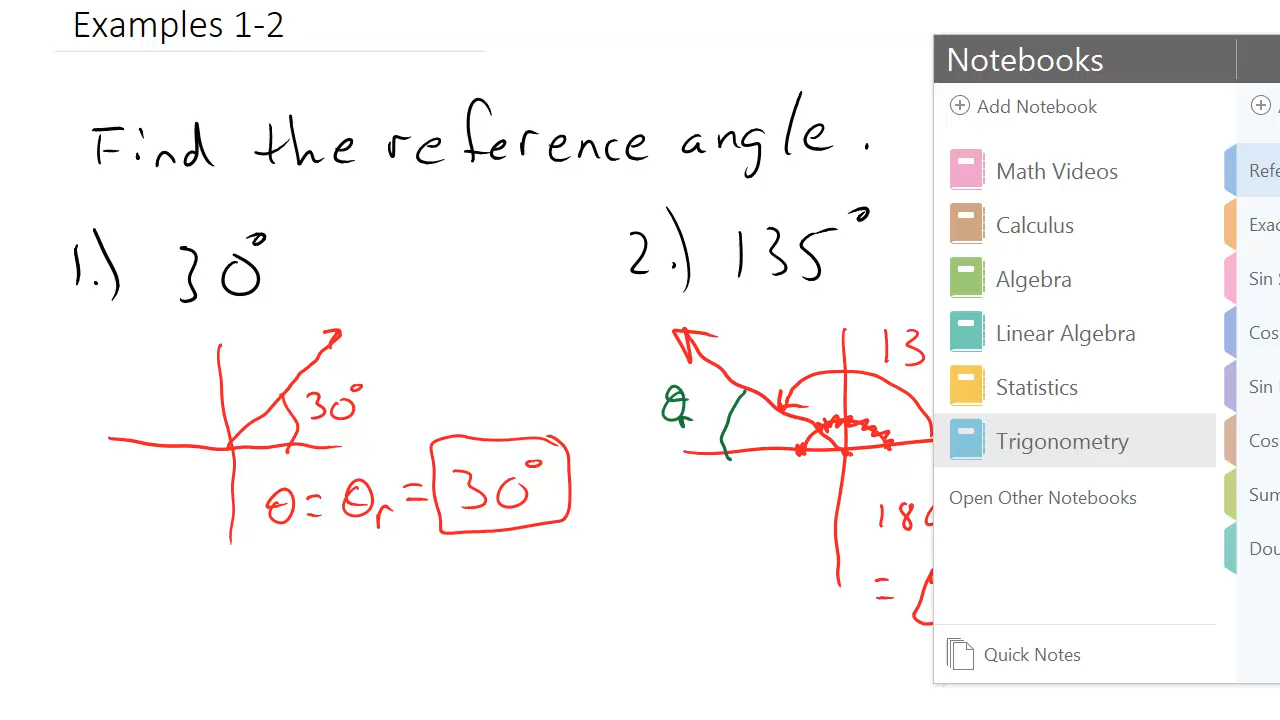 Examples 1-2
Find the reference angle.
1.) 30°
2.) 135°
30°
θ = θr = 30°
13
θr
180
=
Notebooks
Add Notebook
Math Videos
Calculus
Algebra
Linear Algebra
Statistics
Trigonometry
Open Other Notebooks
Quick Notes
Refe
Exac
Sin
Cos
Sin
Cos
Sum
Dou